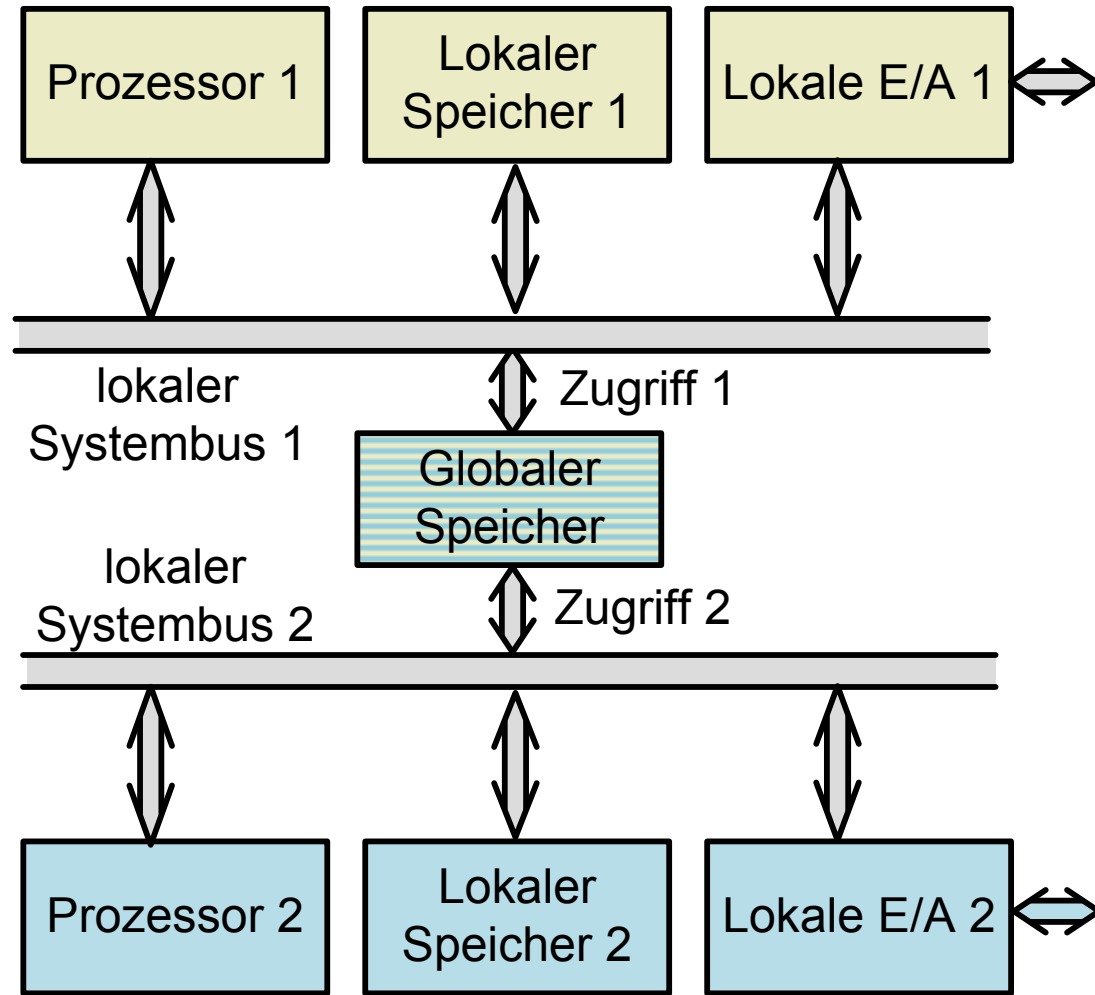 Prozessor 1
Lokaler
Speicher 1
Lokale E/A 1
lokaler
Systembus 1
Zugriff 1
Globaler
Speicher
lokaler
Systembus 2
Zugriff 2
Prozessor 2
Lokaler
Speicher 2
Lokale E/A 2